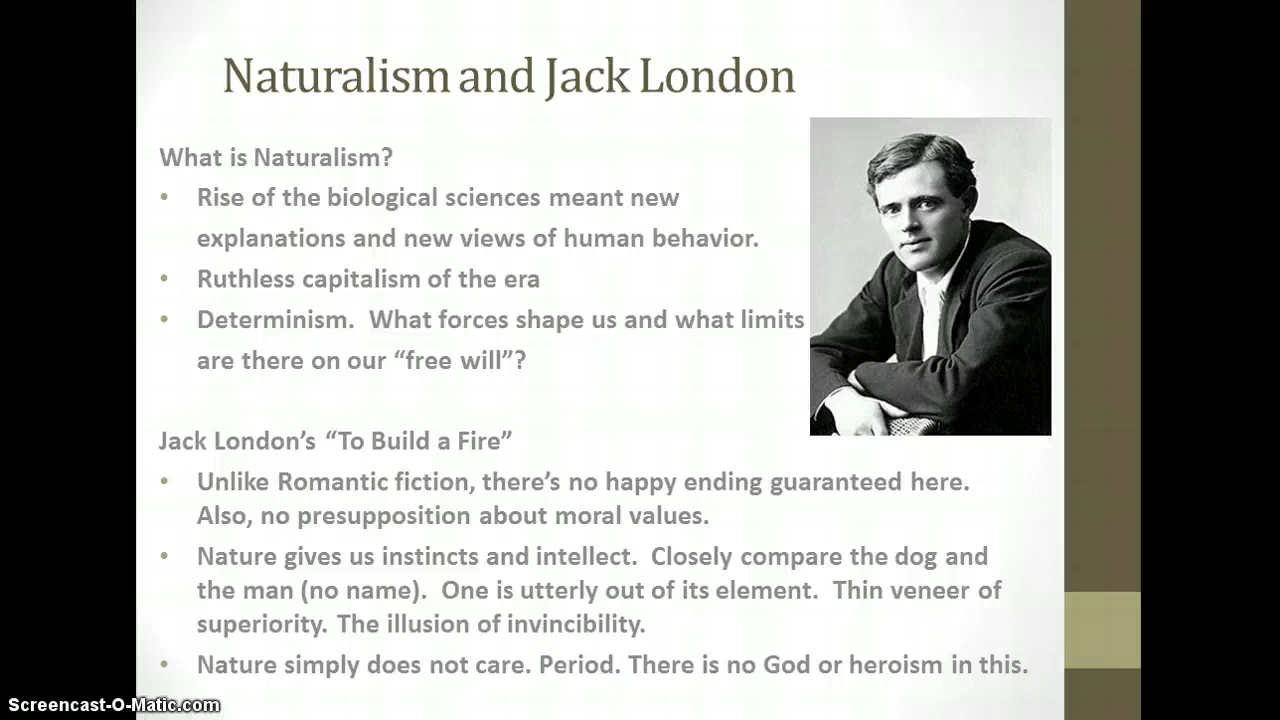 Naturalism and Jack London
What is Naturalism?
• Rise of the biological sciences meant new
explanations and new views of human behavior.
• Ruthless capitalism of the era
• Determinism.  What forces shape us and what limits
are there on our “free will”?
Jack London’s “To Build a Fire”
• Unlike Romantic fiction, there’s no happy ending guaranteed here.
Also, no presupposition about moral values.
• Nature gives us instincts and intellect.  Closely compare the dog and
the man (no name).  One is utterly out of its element.  Thin veneer of
superiority. The illusion of invincibility.
• Nature simply does not care. Period. There is no God or heroism in this.
Screencast-O-Matic.com